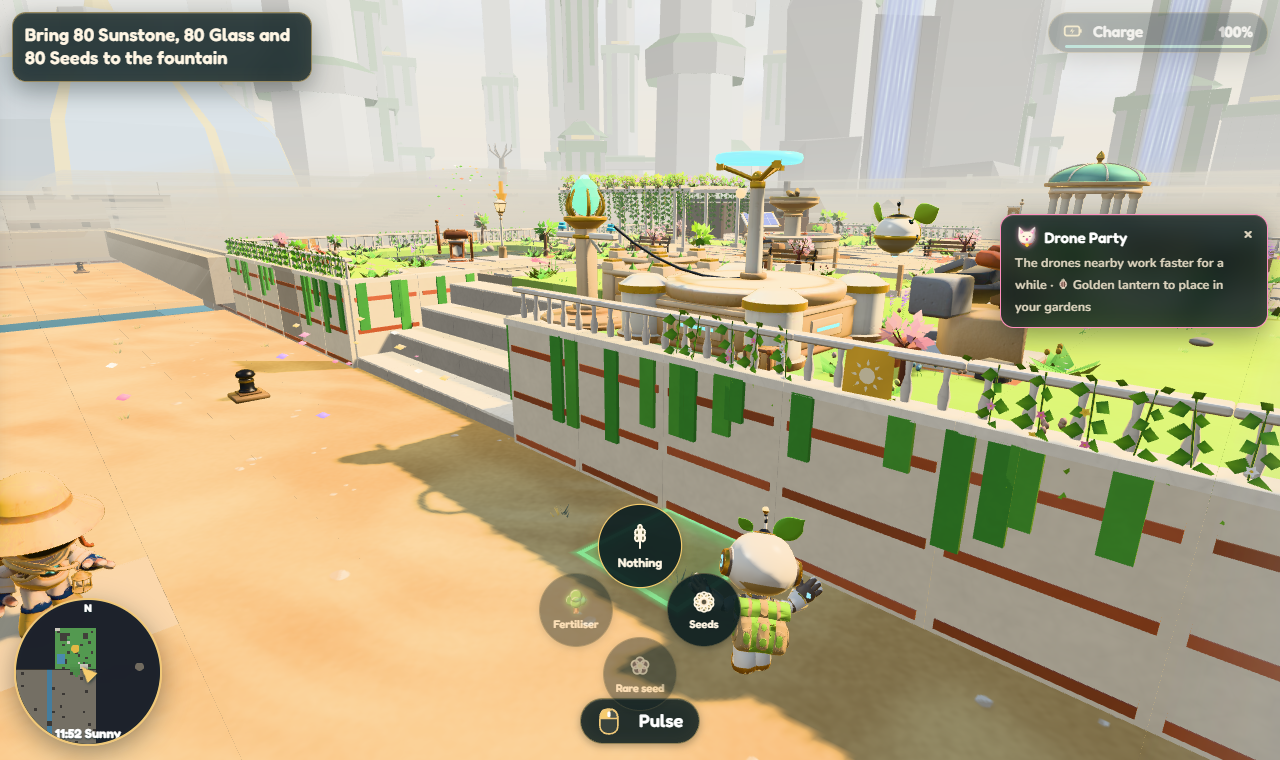 Bring 80 Sunstone, 80 Glass and
80 Seeds to the fountain
Charge 100%
Drone Party
The drones nearby work faster for a
while · Golden lantern to place in
your gardens
Nothing
Fertiliser
Seeds
Rare seed
Pulse
N
11:52 Sunny